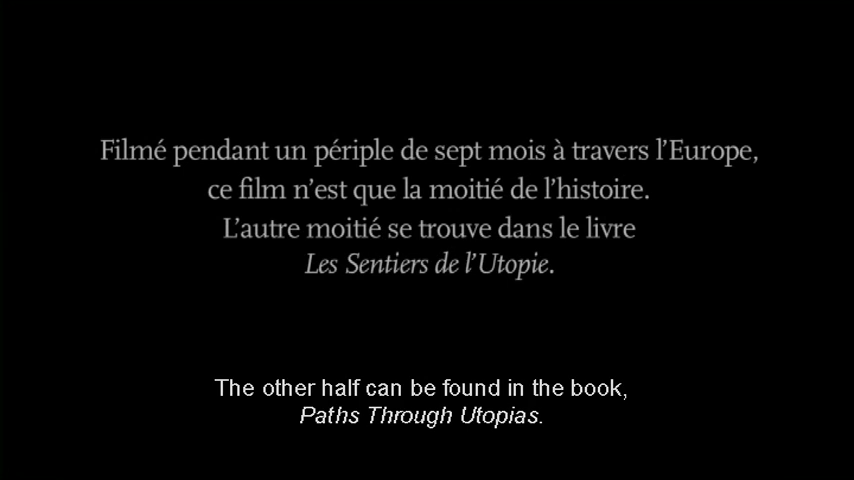 Filmé pendant un périple de sept mois à travers l’Europe,
ce film n’est que la moitié de l’histoire.
L’autre moitié se trouve dans le livre
Les Sentiers de l’Utopie.
The other half can be found in the book,
Paths Through Utopias.